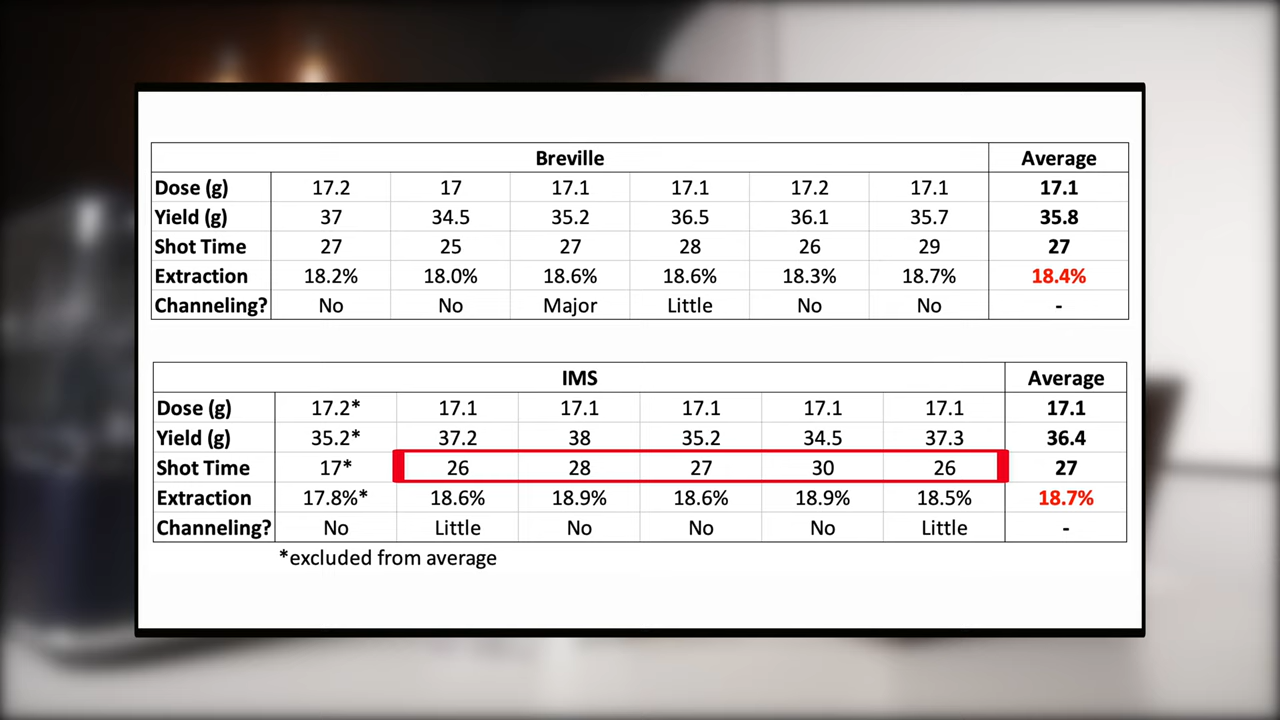 Breville Average
Dose (g) 17.2 17 17.1 17.1 17.2 17.1 17.1
Yield (g) 37 34.5 35.2 36.5 36.1 35.7 35.8
Shot Time 27 25 27 28 26 29 27
Extraction 18.2% 18.0% 18.6% 18.6% 18.3% 18.7% 18.4%
Channeling? No No Major Little No No -
IMS Average
Dose (g) 17.2* 17.1 17.1 17.1 17.1 17.1 17.1
Yield (g) 35.2* 37.2 38 35.2 34.5 37.3 36.4
Shot Time 17* 26 28 27 30 26 27
Extraction 17.8%* 18.6% 18.9% 18.6% 18.9% 18.5% 18.7%
Channeling? No Little No No No Little -
*excluded from average